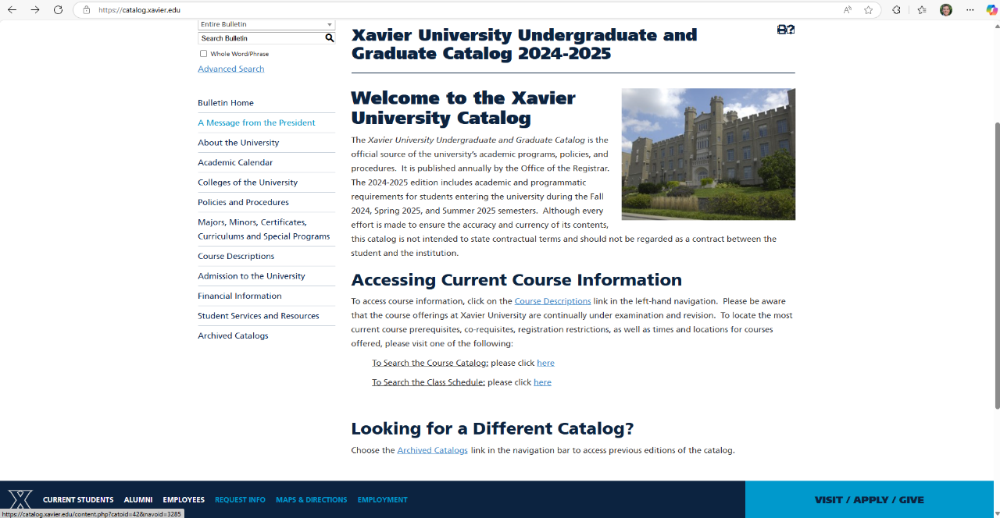 https://catalog.xavier.edu
Entire Bulletin
Search Bulletin
Whole Word/Phrase
Advanced Search
Bulletin Home
A Message from the President
About the University
Academic Calendar
Colleges of the University
Policies and Procedures
Majors, Minors, Certificates,
Curriculums and Special Programs
Course Descriptions
Admission to the University
Financial Information
Student Services and Resources
Archived Catalogs
Xavier University Undergraduate and
Graduate Catalog 2024-2025
Welcome to the Xavier
University Catalog
The Xavier University Undergraduate and Graduate Catalog is the
official source of the university’s academic programs, policies, and
procedures. It is published annually by the Office of the Registrar.
The 2024-2025 edition includes academic and programmatic
requirements for students entering the university during the Fall
2024, Spring 2025, and Summer 2025 semesters. Although every
effort is made to ensure the accuracy and currency of its contents,
this catalog is not intended to state contractual terms and should not be regarded as a contract between the
student and the institution.
Accessing Current Course Information
To access course information, click on the Course Descriptions link in the left-hand navigation. Please be aware
that the course offerings at Xavier University are continually under examination and revision. To locate the most
current course prerequisites, co-requisites, registration restrictions, as well as times and locations for courses
offered, please visit one of the following:
To Search the Course Catalog: please click here
To Search the Class Schedule: please click here
Looking for a Different Catalog?
Choose the Archived Catalogs link in the navigation bar to access previous editions of the catalog.
CURRENT STUDENTS ALUMNI EMPLOYEES REQUEST INFO MAPS & DIRECTIONS EMPLOYMENT
VISIT / APPLY / GIVE
https://catalog.xavier.edu/content.php?catoid=42&navoid=3285